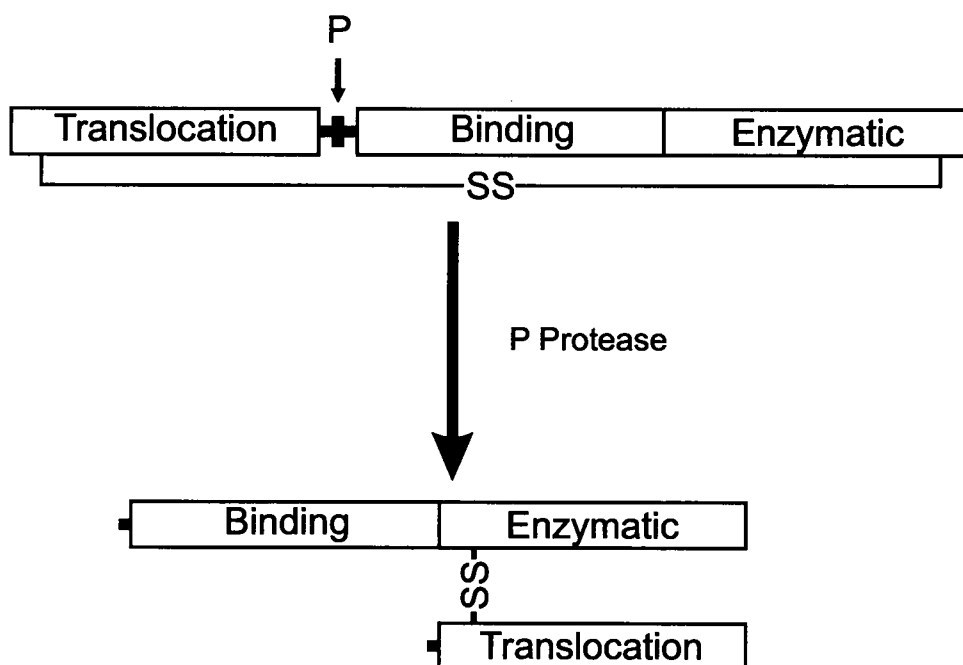 P
Translocation Binding Enzymatic
SS
P Protease
Binding Enzymatic
SS
Translocation